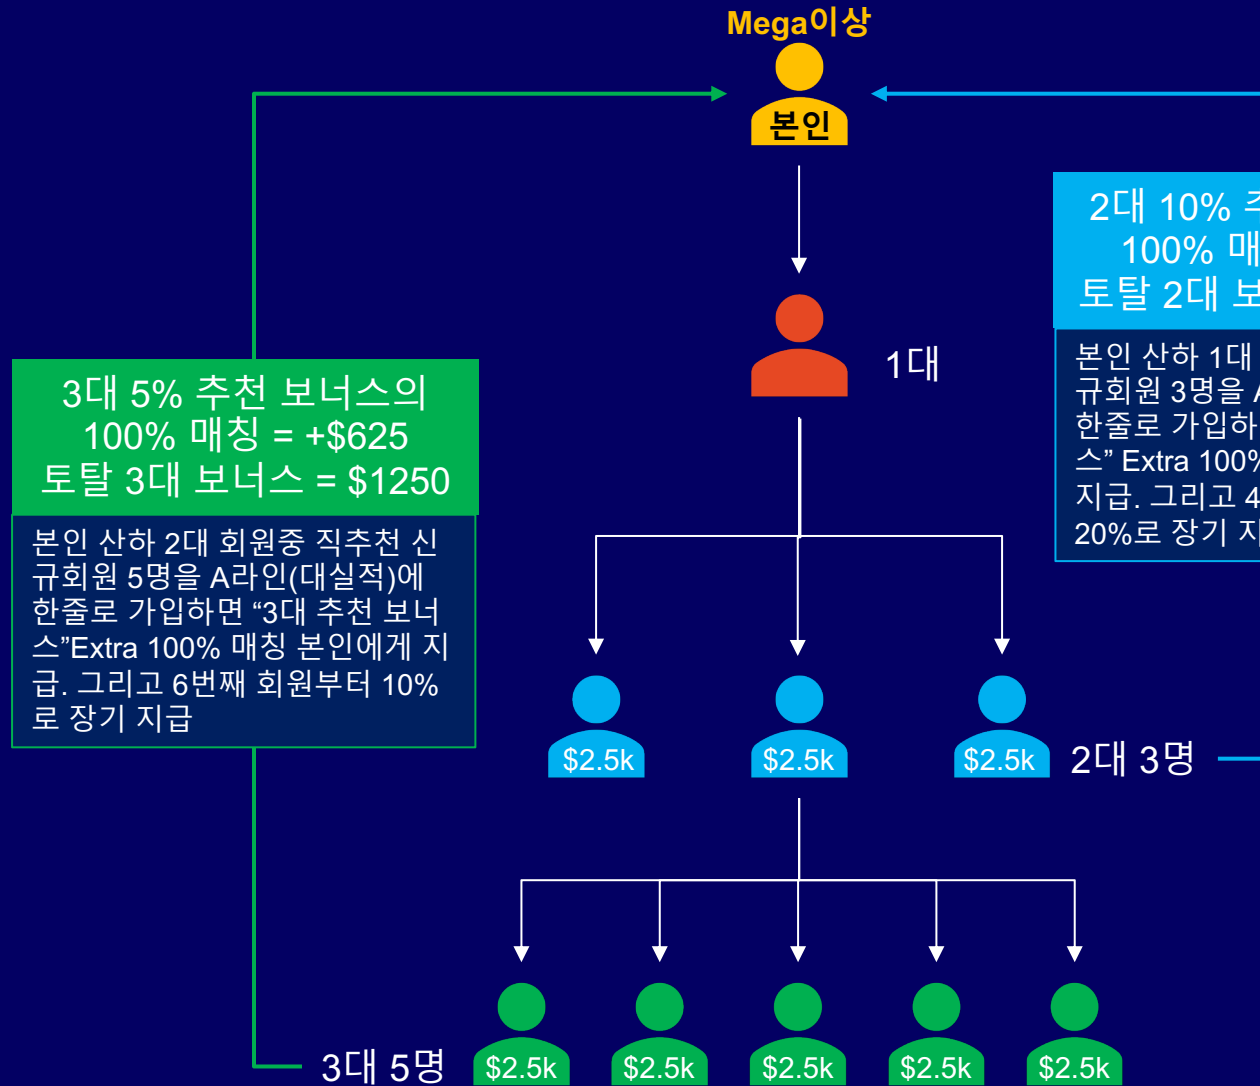 Mega이상
본인
2대 10%
100%
토탈 2대
본인 산하 1대
규회원 3명을
한줄로
스” Extra 100%
지급. 그리고
20%로 장기
1대
3대 5% 추천 보너스의
100% 매칭 = +$625
토탈 3대 보너스 = $1250
본인 산하 2대 회원중 직추천 신
규회원 5명을 A라인(대실적)에
한줄로 가입하면 “3대 추천 보너
스”Extra 100% 매칭 본인에게 지
급. 그리고 6번째 회원부터 10%
로 장기 지급
$2.5k $2.5k $2.5k 2대 3명
3대 5명 $2.5k $2.5k $2.5k $2.5k $2.5k